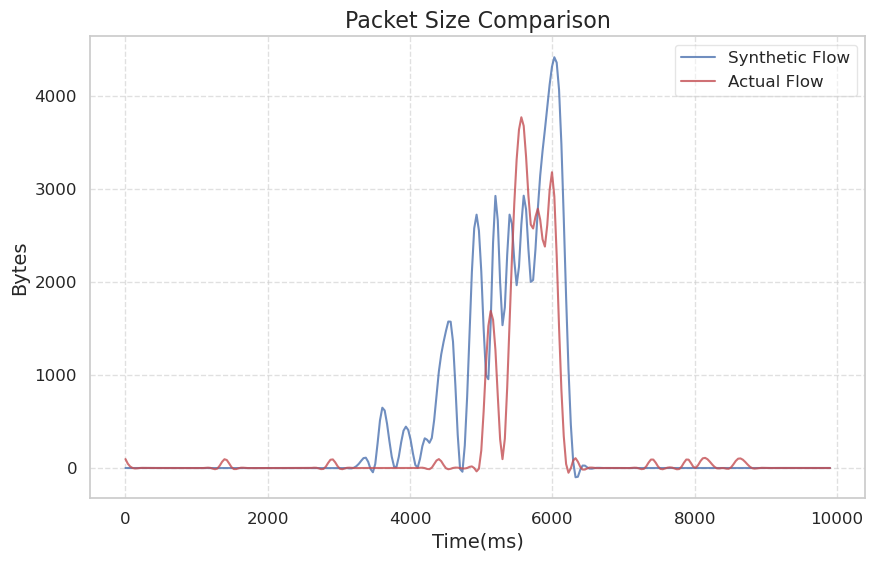 Packet Size Comparison
Synthetic Flow
Actual Flow
Bytes
4000
3000
2000
1000
0
0 2000 4000 6000 8000 10000
Time(ms)